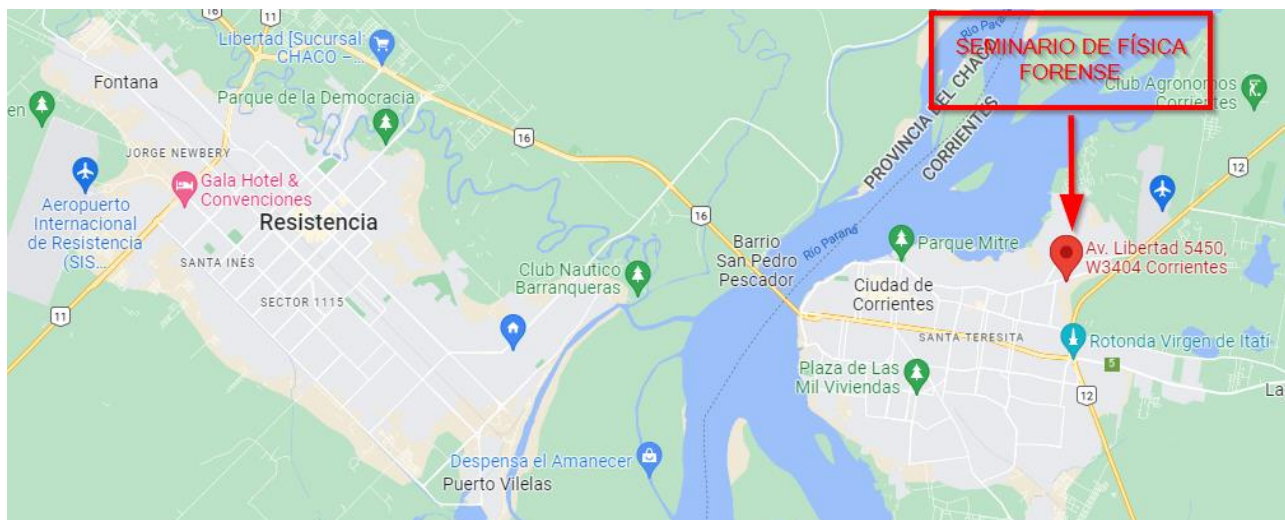 11
11
Río Paraná
Libertad [Sucursal:
CHACO – ...
SEMINARIO DE FÍSICA
FORENSE
Fontana
Club Agronomos
Corrientes
en
Parque de la Democracia
PROVINCIA DEL CHACO
CORRIENTES
16
JORGE NEWBERY
12
Gala Hotel &
Convenciones
Aeropuerto
Internacional
de Resistencia
(SIS...
Resistencia
16
Río Paraná
Parque Mitre
Av. Libertad 5450,
W3404 Corrientes
Barrio
San Pedro
Pescador
SANTA INÉS
Club Nautico
Barranqueras
Ciudad de
Corrientes
SECTOR 1115
11
SANTA TERESITA
Rotonda Virgen de Itatí
5
Plaza de Las
Mil Viviendas
12
La
Despensa el Amanecer
Puerto Vilelas